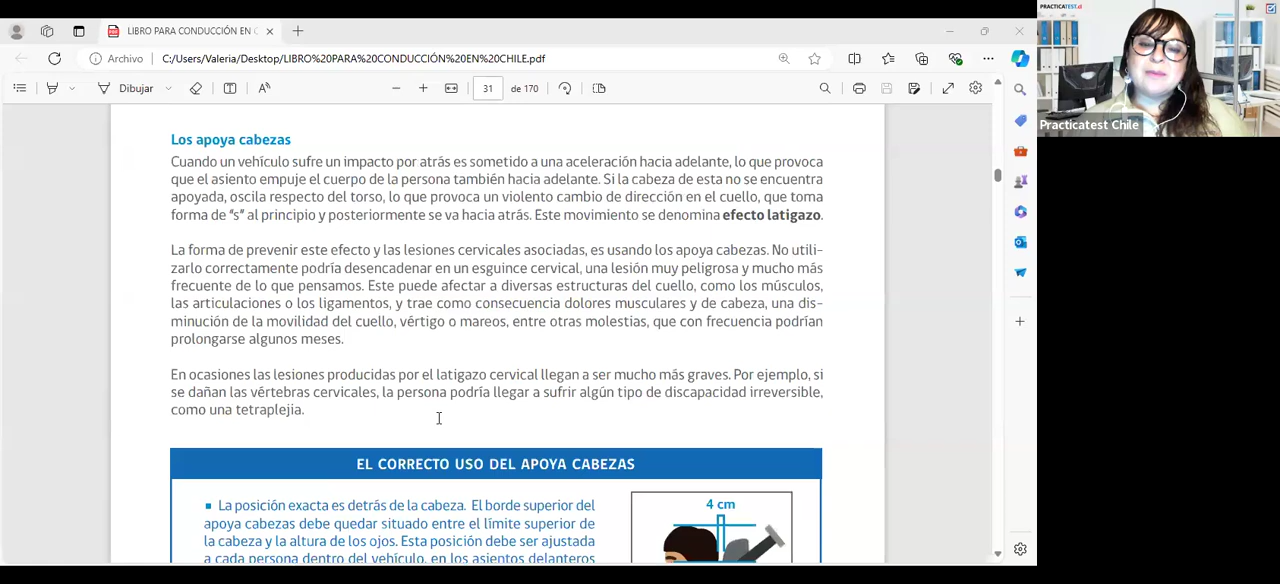 LIBRO PARA CONDUCCIÓN EN C
Archivo C:/Users/Valeria/Desktop/LIBRO%20PARA%20CONDUCCIÓN%20EN%20CHILE.pdf
Dibujar
31 de 170
PRACTICATEST.cl
Practicatest Chile
Los apoya cabezas
Cuando un vehículo sufre un impacto por atrás es sometido a una aceleración hacia adelante, lo que provoca
que el asiento empuje el cuerpo de la persona también hacia adelante. Si la cabeza de esta no se encuentra
apoyada, oscila respecto del torso, lo que provoca un violento cambio de dirección en el cuello, que toma
forma de “s” al principio y posteriormente se va hacia atrás. Este movimiento se denomina efecto latigazo.
La forma de prevenir este efecto y las lesiones cervicales asociadas, es usando los apoya cabezas. No utili-
zarlo correctamente podría desencadenar en un esguince cervical, una lesión muy peligrosa y mucho más
frecuente de lo que pensamos. Este puede afectar a diversas estructuras del cuello, como los músculos,
las articulaciones o los ligamentos, y trae como consecuencia dolores musculares y de cabeza, una dis-
minución de la movilidad del cuello, vértigo o mareos, entre otras molestias, que con frecuencia podrían
prolongarse algunos meses.
En ocasiones las lesiones producidas por el latigazo cervical llegan a ser mucho más graves. Por ejemplo, si
se dañan las vértebras cervicales, la persona podría llegar a sufrir algún tipo de discapacidad irreversible,
como una tetraplejia.
EL CORRECTO USO DEL APOYA CABEZAS
▪ La posición exacta es detrás de la cabeza. El borde superior del
apoya cabezas debe quedar situado entre el límite superior de
la cabeza y la altura de los ojos. Esta posición debe ser ajustada
a cada persona dentro del vehículo, en los asientos delanteros
4 cm